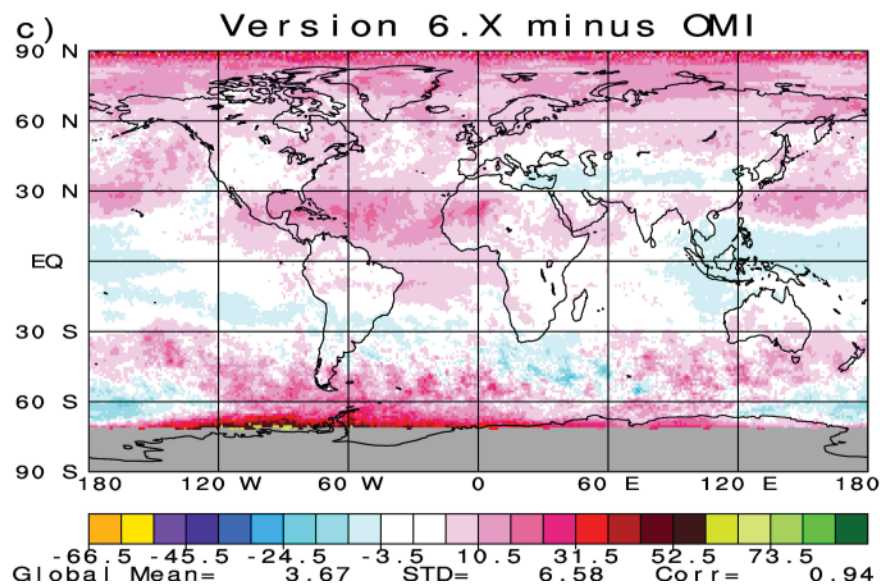 c) Version 6.X minus OMI
90 N
60 N
30 N
EQ
30 S
60 S
90 S
180 120 W 60 W 0 60 E 120 E 180
-66.5 -45.5 -24.5 -3.5 10.5 31.5 52.5 73.5
Global Mean= 3.67 STD= 6.58 Corr= 0.94